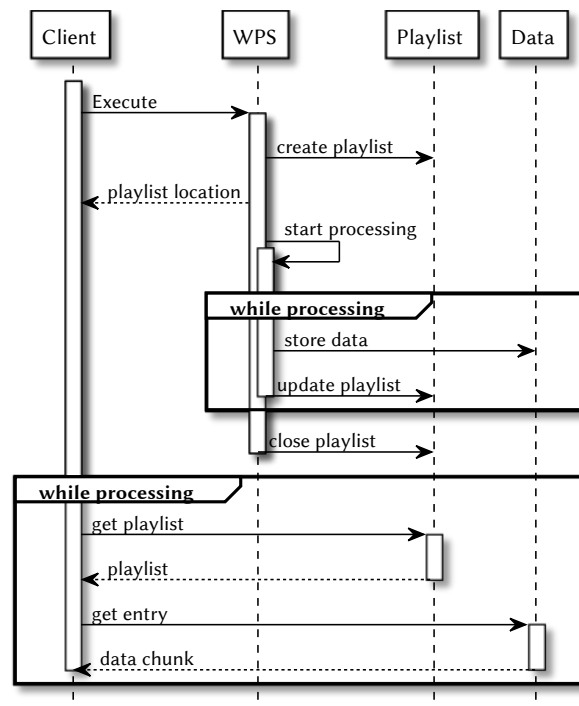 Client WPS Playlist Data
Execute
create playlist
playlist location
start processing
while processing
store data
update playlist
close playlist
while processing
get playlist
playlist
get entry
data chunk